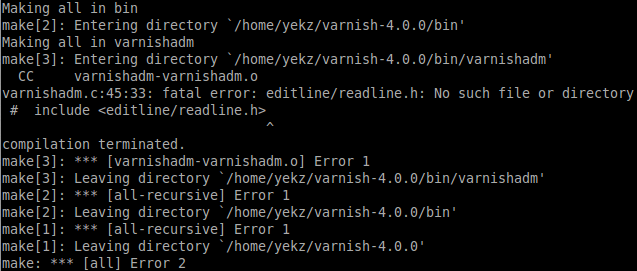 Making all in bin
make[2]: Entering directory `/home/yekz/varnish-4.0.0/bin'
Making all in varnishadm
make[3]: Entering directory `/home/yekz/varnish-4.0.0/bin/varnishadm'
  CC     varnishadm-varnishadm.o
varnishadm.c:45:33: fatal error: editline/readline.h: No such file or directory
 #  include <editline/readline.h>
                                 ^
compilation terminated.
make[3]: *** [varnishadm-varnishadm.o] Error 1
make[3]: Leaving directory `/home/yekz/varnish-4.0.0/bin/varnishadm'
make[2]: *** [all-recursive] Error 1
make[2]: Leaving directory `/home/yekz/varnish-4.0.0/bin'
make[1]: *** [all-recursive] Error 1
make[1]: Leaving directory `/home/yekz/varnish-4.0.0'
make: *** [all] Error 2